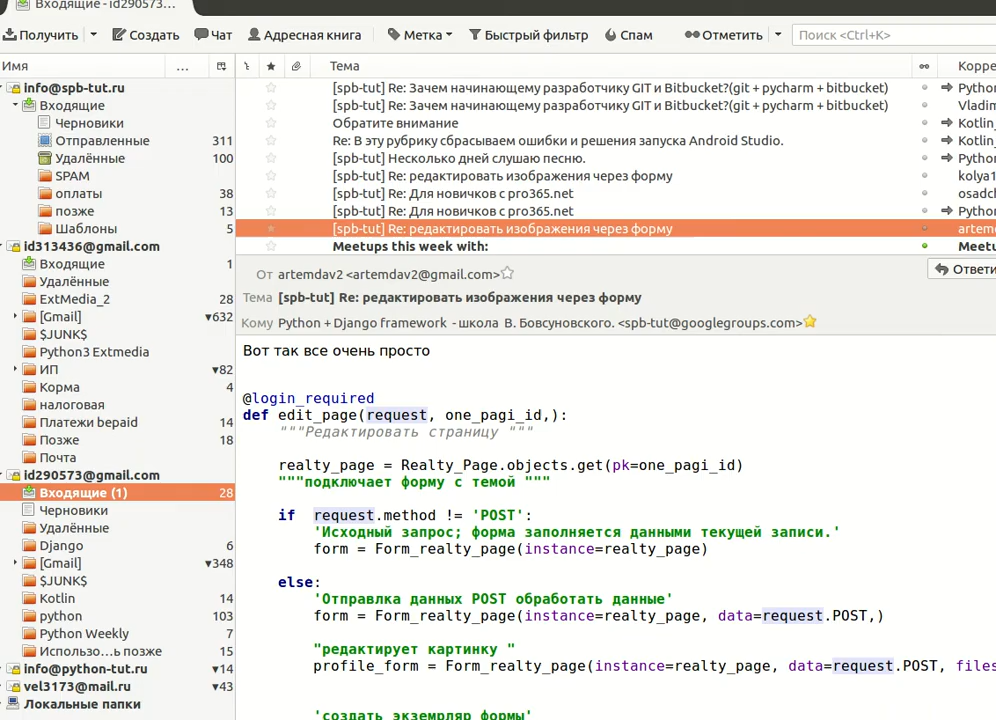 Входящие - id290573...
Получить Создать Чат Адресная книга Метка Быстрый фильтр Спам Отметить Поиск <Ctrl+K>
Имя ... Тема Корре
info@spb-tut.ru
Входящие
Черновики
Отправленные 311
Удалённые 100
SPAM
оплаты 38
позже 13
Шаблоны 5
id313436@gmail.com
Входящие 1
Удалённые
ExtMedia_2 28
[Gmail] ▾632
$JUNK$
Python3 Extmedia
ИП ▾82
Корма 4
налоговая
Платежи bepaid 14
Позже 18
Почта
id290573@gmail.com
Входящие (1) 28
Черновики
Удалённые
Django 6
[Gmail] ▾348
$JUNK$
Kotlin 14
python 103
Python Weekly 7
Использо...ь позже 15
info@python-tut.ru ▾14
vel3173@mail.ru ▾43
Локальные папки
[spb-tut] Re: Зачем начинающему разработчику GIT и Bitbucket?(git + pycharm + bitbucket) Pythor
[spb-tut] Re: Зачем начинающему разработчику GIT и Bitbucket?(git + pycharm + bitbucket) Vladim
Обратите внимание Kotlin_
Re: В эту рубрику сбрасываем ошибки и решения запуска Android Studio. Kotlin_
[spb-tut] Несколько дней слушаю песню. Pythor
[spb-tut] Re: редактировать изображения через форму kolya1
[spb-tut] Re: Для новичков с pro365.net osadcl
[spb-tut] Re: Для новичков с pro365.net Pythor
[spb-tut] Re: редактировать изображения через форму artem
Meetups this week with: Meetu
От artemdav2 <artemdav2@gmail.com> Ответи
Тема [spb-tut] Re: редактировать изображения через форму
Кому Python + Django framework - школа В. Бовсуновского. <spb-tut@googlegroups.com>
Вот так все очень просто
@login_required
def edit_page(request, one_pagi_id,):
"""Редактировать страницу """
realty_page = Realty_Page.objects.get(pk=one_pagi_id)
"""подключает форму с темой """
if request.method != 'POST':
'Исходный запрос; форма заполняется данными текущей записи.'
form = Form_realty_page(instance=realty_page)
else:
'Отправлка данных POST обработать данные'
form = Form_realty_page(instance=realty_page, data=request.POST,)
"редактирует картинку "
profile_form = Form_realty_page(instance=realty_page, data=request.POST, files
'создать экземпляр формы'